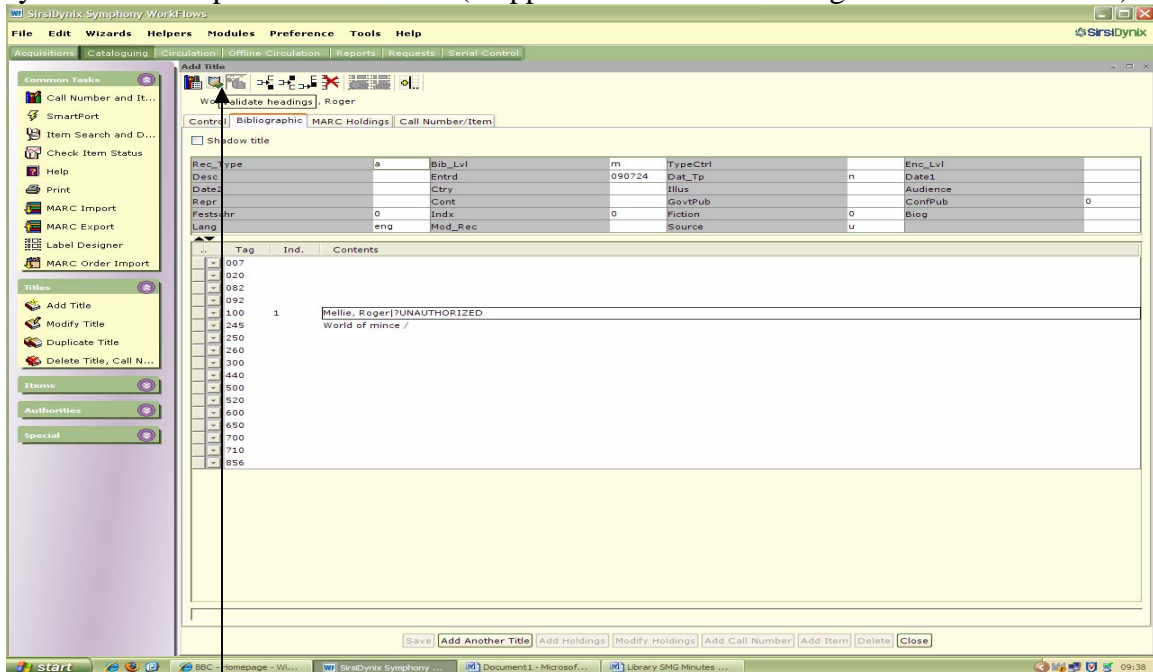 SirsiDynix Symphony WorkFlows
File Edit Wizards Helpers Modules Preference Tools Help
SirsiDynix
Acquisitions Cataloguing Circulation Offline Circulation Reports Requests Serial Control
Add Title
Common Tasks
Call Number and It...
SmartPort
Item Search and D...
Check Item Status
Help
Print
MARC Import
MARC Export
Label Designer
MARC Order Import
Titles
Add Title
Modify Title
Duplicate Title
Delete Title, Call N...
Items
Authorities
Special
Validate headings , Roger
Control Bibliographic MARC Holdings Call Number/Item
Shadow title
Rec_Type a Bib_Lvl m TypeCtrl Enc_Lvl
Desc Entrd 090724 Dat_Tp n Date1
Date2 Ctry Illus Audience
Repr Cont GovtPub ConfPub 0
Festschr 0 Indx 0 Fiction 0 Biog
Lang eng Mod_Rec Source u
.. Tag Ind. Contents
007
020
082
092
100 1 Mellie, Roger|?UNAUTHORIZED
245 World of mince /
250
260
300
440
500
520
600
650
700
710
856
Save Add Another Title Add Holdings Modify Holdings Add Call Number Add Item Delete Close
start BBC - Homepage - Wi... SirsiDynix Symphony ... Document1 - Microsof... Library SMG Minutes ... 09:38